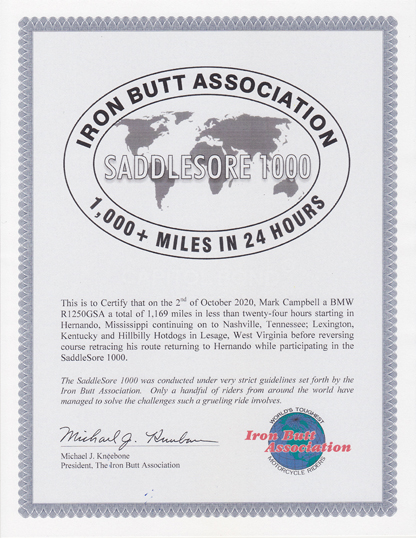 IRON BUTT ASSOCIATION
SADDLESORE 1000
1,000+ MILES IN 24 HOURS
This is to Certify that on the 2nd of October 2020, Mark Campbell a BMW
R1250GSA a total of 1,169 miles in less than twenty-four hours starting in
Hernando, Mississippi continuing on to Nashville, Tennessee; Lexington,
Kentucky and Hillbilly Hotdogs in Lesage, West Virginia before reversing
course retracing his route returning to Hernando while participating in the
SaddleSore 1000.
The SaddleSore 1000 was conducted under very strict guidelines set forth by the
Iron Butt Association. Only a handful of riders from around the world have
managed to solve the challenges such a grueling ride involves.
Michael J. Kneebone
Michael J. Kneebone
President, The Iron Butt Association
WORLD'S TOUGHEST
Iron Butt
Association
MOTORCYCLE RIDERS